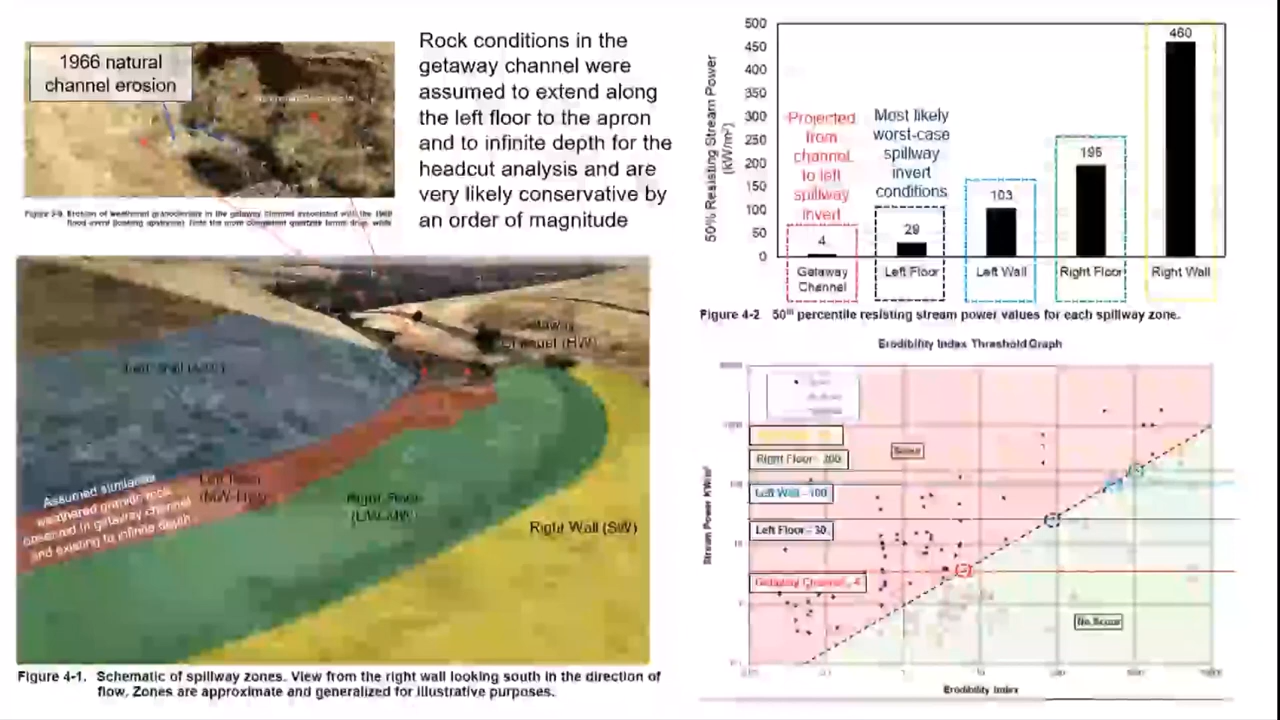 1966 natural
channel erosion
Rock conditions in the
getaway channel were
assumed to extend along
the left floor to the apron
and to infinite depth for the
headcut analysis and are
very likely conservative by
an order of magnitude
50% Resisting Stream Power
(kW/m²)
500
450
400
350
300
250
200
150
100
50
0
Projected
from
channel
to left
spillway
invert
Most likely
worst-case
spillway
invert
conditions
4
29
103
195
460
Getaway
Channel
Left Floor
Left Wall
Right Floor
Right Wall
Figure 4-2 50th percentile resisting stream power values for each spillway zone.
Erodibility Index Threshold Graph
Stream Power KW/m²
Scour
Right Floor - 200
Left Wall - 100
Left Floor - 30
Getaway Channel - 4
No Scour
Erodibility Index
Assumed similar
weathered granitic rock
observed in getaway channel
and existing to infinite depth
Right Floor
Right Wall (SW)
Figure 4-1. Schematic of spillway zones. View from the right wall looking south in the direction of
flow. Zones are approximate and generalized for illustrative purposes.